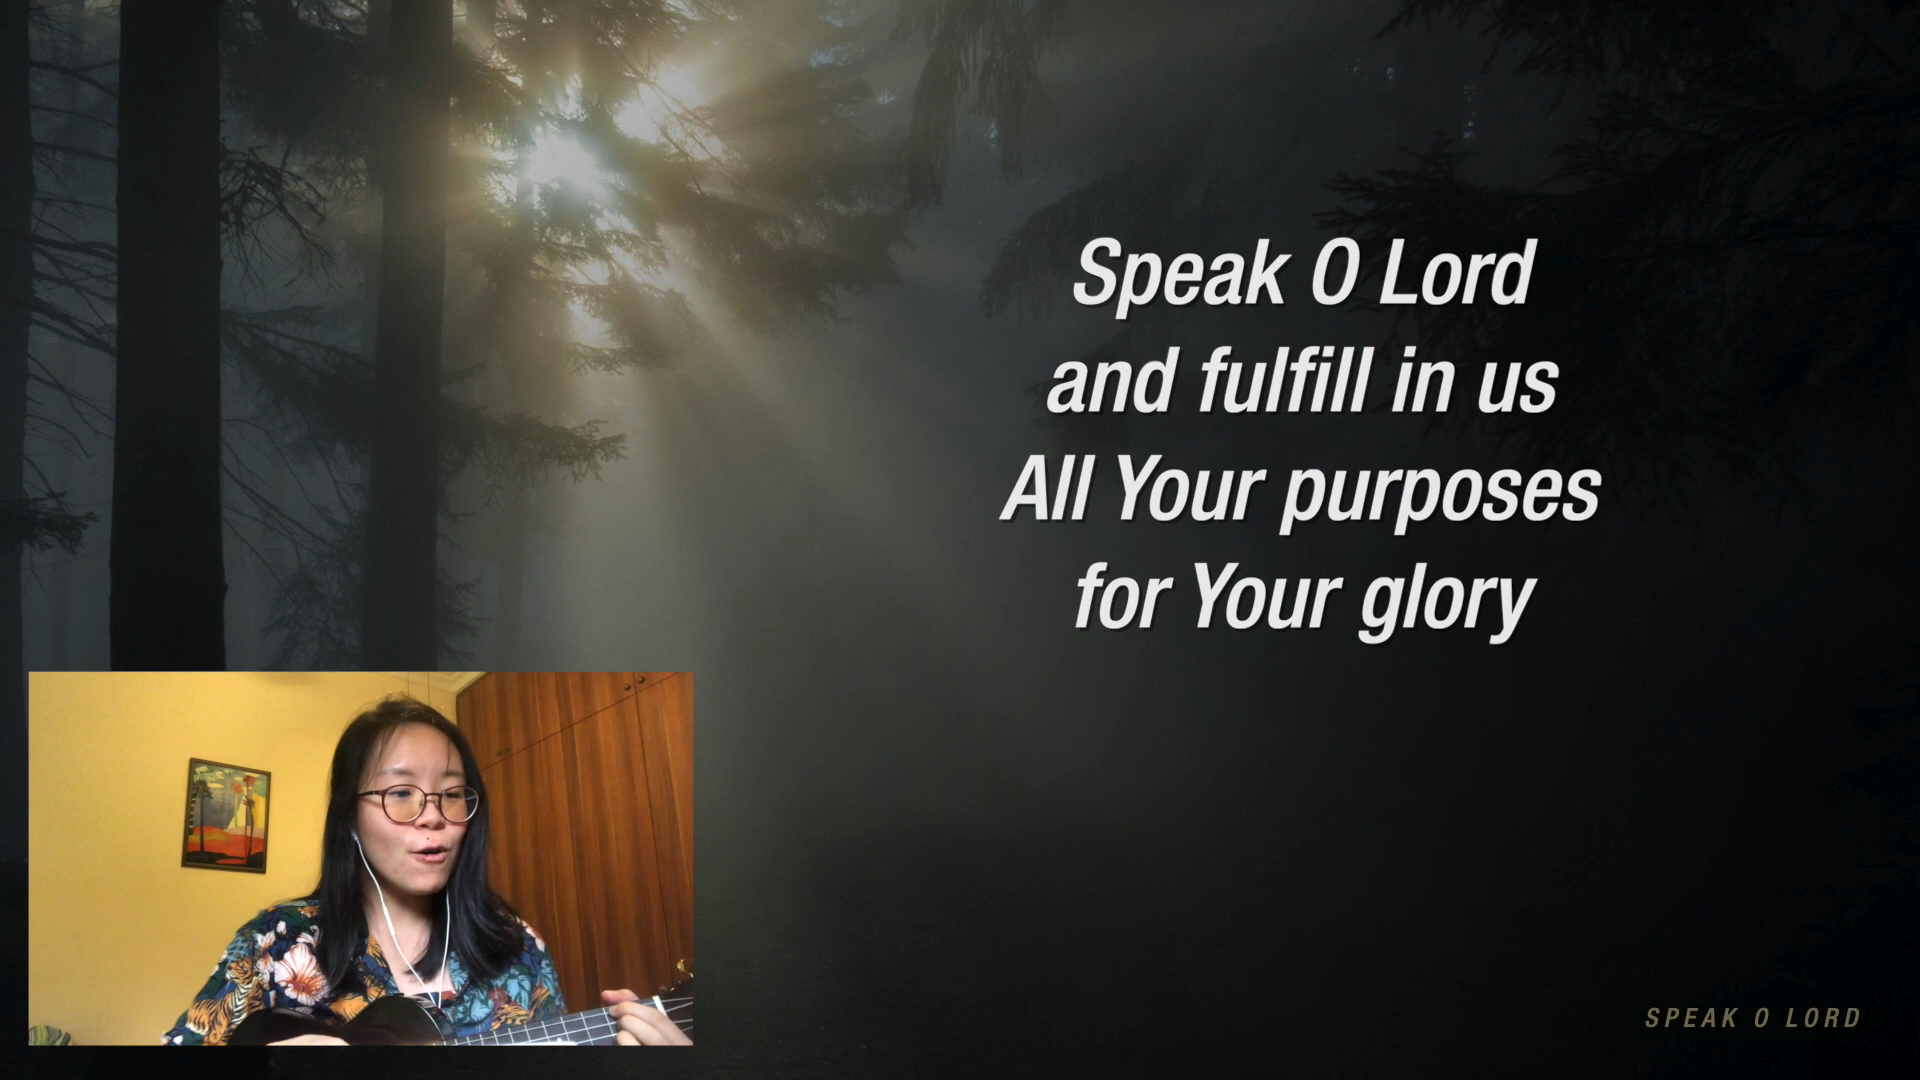 Speak O Lord
and fulfill in us
All Your purposes
for Your glory
SPEAK O LORD